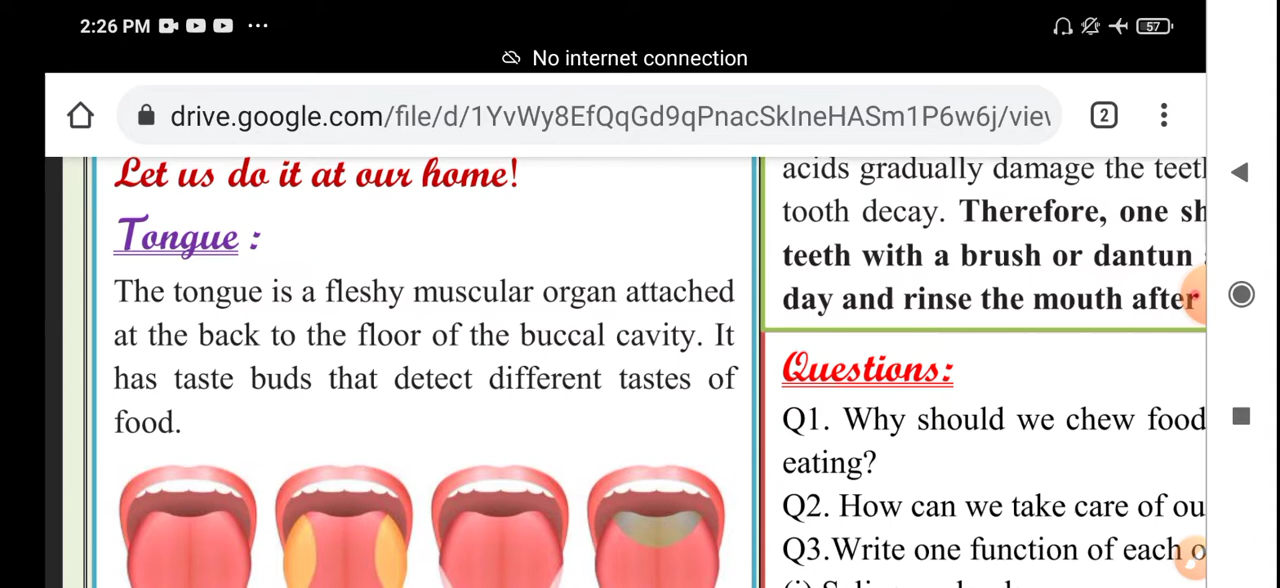 2:26 PM
57
No internet connection
drive.google.com/file/d/1YvWy8EfQqGd9qPnacSkIneHASm1P6w6j/view
2
Let us do it at our home!
Tongue :
The tongue is a fleshy muscular organ attached
at the back to the floor of the buccal cavity. It
has taste buds that detect different tastes of
food.
acids gradually damage the teet
tooth decay. Therefore, one sh
teeth with a brush or dantun
day and rinse the mouth after
Questions:
Q1. Why should we chew food
eating?
Q2. How can we take care of ou
Q3.Write one function of each o